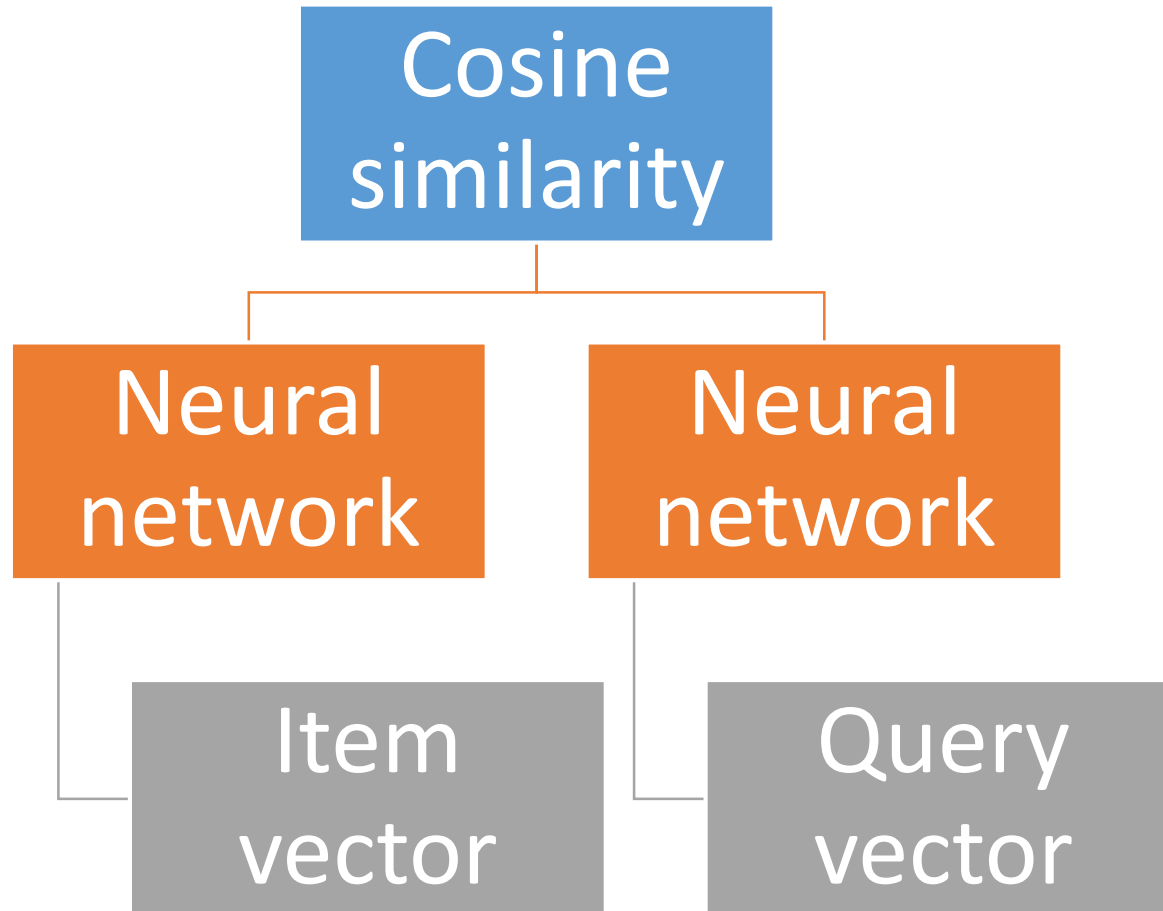 Cosine
similarity
Neural
network
Neural
network
Item
vector
Query
vector